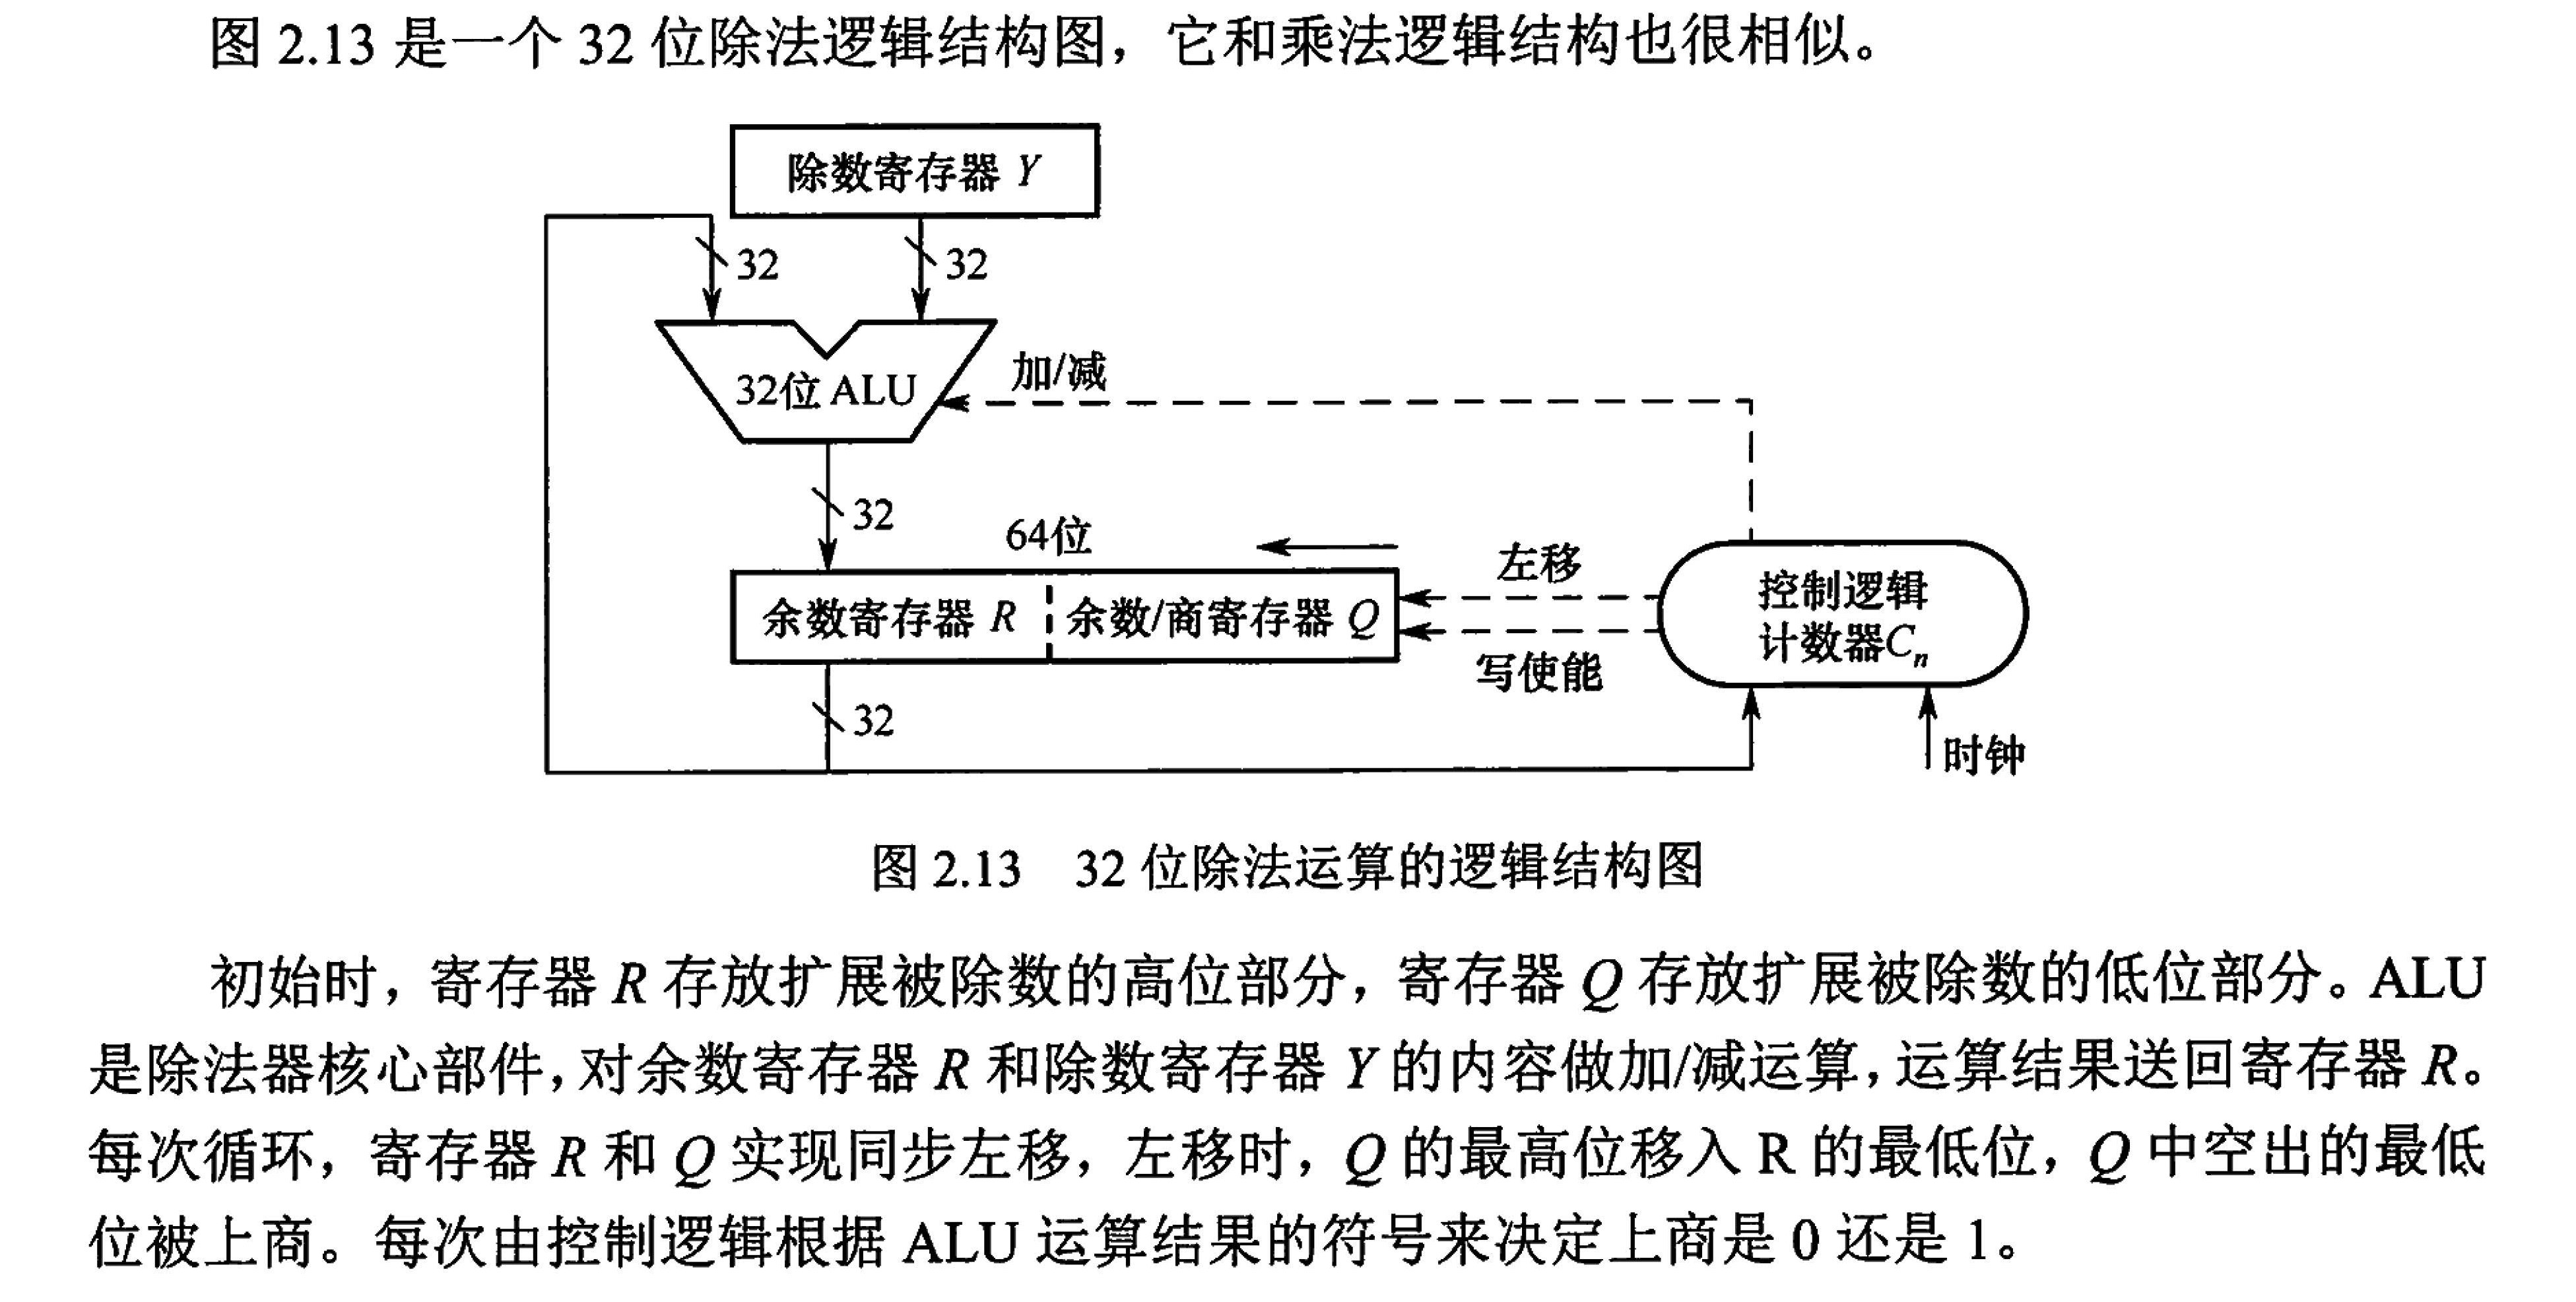 图 2.13 是一个 32 位除法逻辑结构图，它和乘法逻辑结构也很相似。
除数寄存器 Y
32
32
32位 ALU
加/减
32
64位
左移
余数寄存器 R
余数/商寄存器 Q
控制逻辑
计数器Cn
写使能
32
时钟
图 2.13 32 位除法运算的逻辑结构图
初始时，寄存器 R 存放扩展被除数的高位部分，寄存器 Q 存放扩展被除数的低位部分。ALU
是除法器核心部件，对余数寄存器 R 和除数寄存器 Y 的内容做加/减运算，运算结果送回寄存器 R。
每次循环，寄存器 R 和 Q 实现同步左移，左移时，Q 的最高位移入 R 的最低位，Q 中空出的最低
位被上商。每次由控制逻辑根据 ALU 运算结果的符号来决定上商是 0 还是 1。